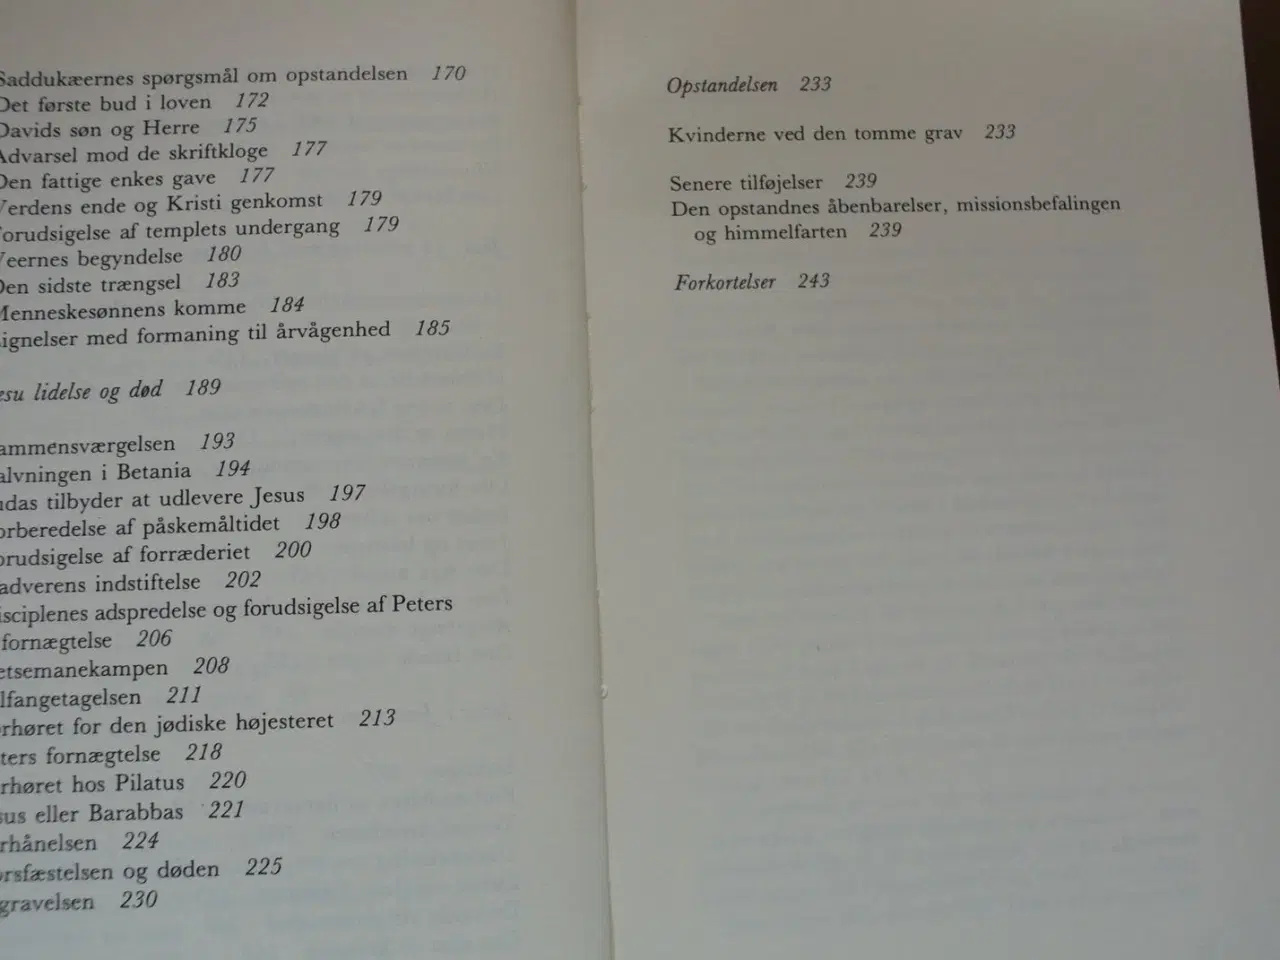 Saddukæernes spørgsmål om opstandelsen 170
Det første bud i loven 172
Davids søn og Herre 175
Advarsel mod de skriftkloge 177
Den fattige enkes gave 177
Verdens ende og Kristi genkomst 179
Forudsigelse af templets undergang 179
Veernes begyndelse 180
Den sidste trængsel 183
Menneskesønnens komme 184
ignelser med formaning til årvågenhed 185
esu lidelse og død 189
ammensværgelsen 193
alvningen i Betania 194
udas tilbyder at udlevere Jesus 197
orberedelse af påskemåltidet 198
orudsigelse af forræderiet 200
adverens indstiftelse 202
isciplenes adspredelse og forudsigelse af Peters
fornægtelse 206
etsemanekampen 208
lfangetagelsen 211
rhøret for den jødiske højesteret 213
ters fornægtelse 218
rhøret hos Pilatus 220
sus eller Barabbas 221
rhånelsen 224
orsfæstelsen og døden 225
gravelsen 230
Opstandelsen 233
Kvinderne ved den tomme grav 233
Senere tilføjelser 239
Den opstandnes åbenbarelser, missionsbefalingen
og himmelfarten 239
Forkortelser 243